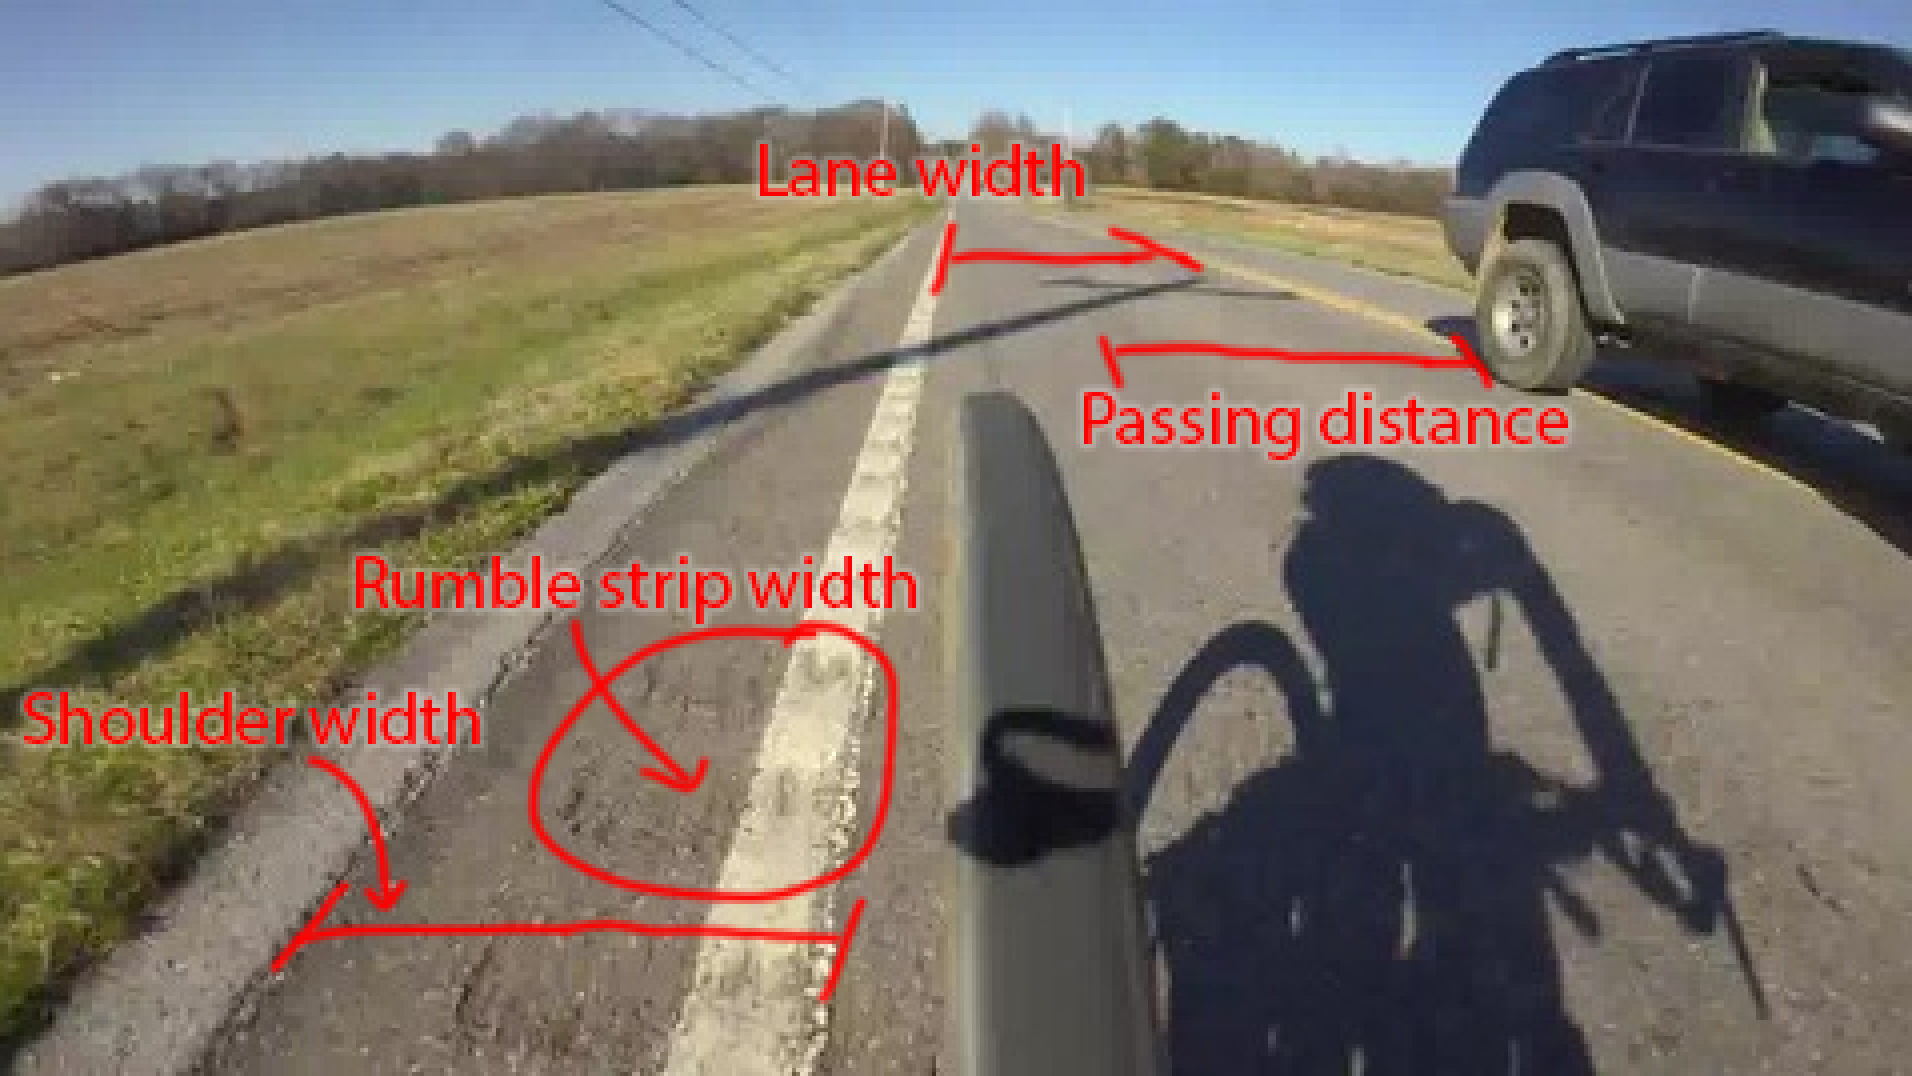 Lane width
Passing distance
Rumble strip width
Shoulder width